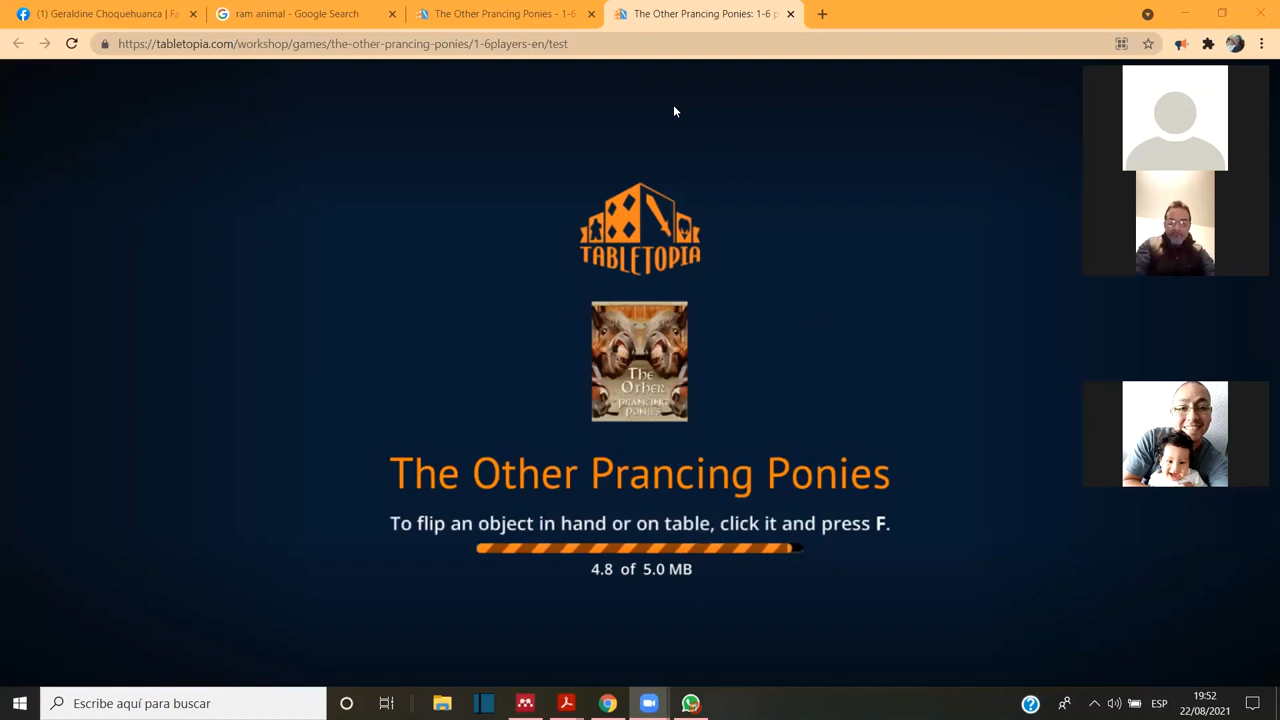 (1) Geraldine Choquehuanca | Fa
ram animal - Google Search
The Other Prancing Ponies - 1-6
The Other Prancing Ponies: 1-6 p
https://tabletopia.com/workshop/games/the-other-prancing-ponies/1-6players-en/test
TABLETOPIA
The
Other
PRANCING
PONIES
The Other Prancing Ponies
To flip an object in hand or on table, click it and press F.
4.8 of 5.0 MB
Escribe aquí para buscar
ESP
19:52
22/08/2021